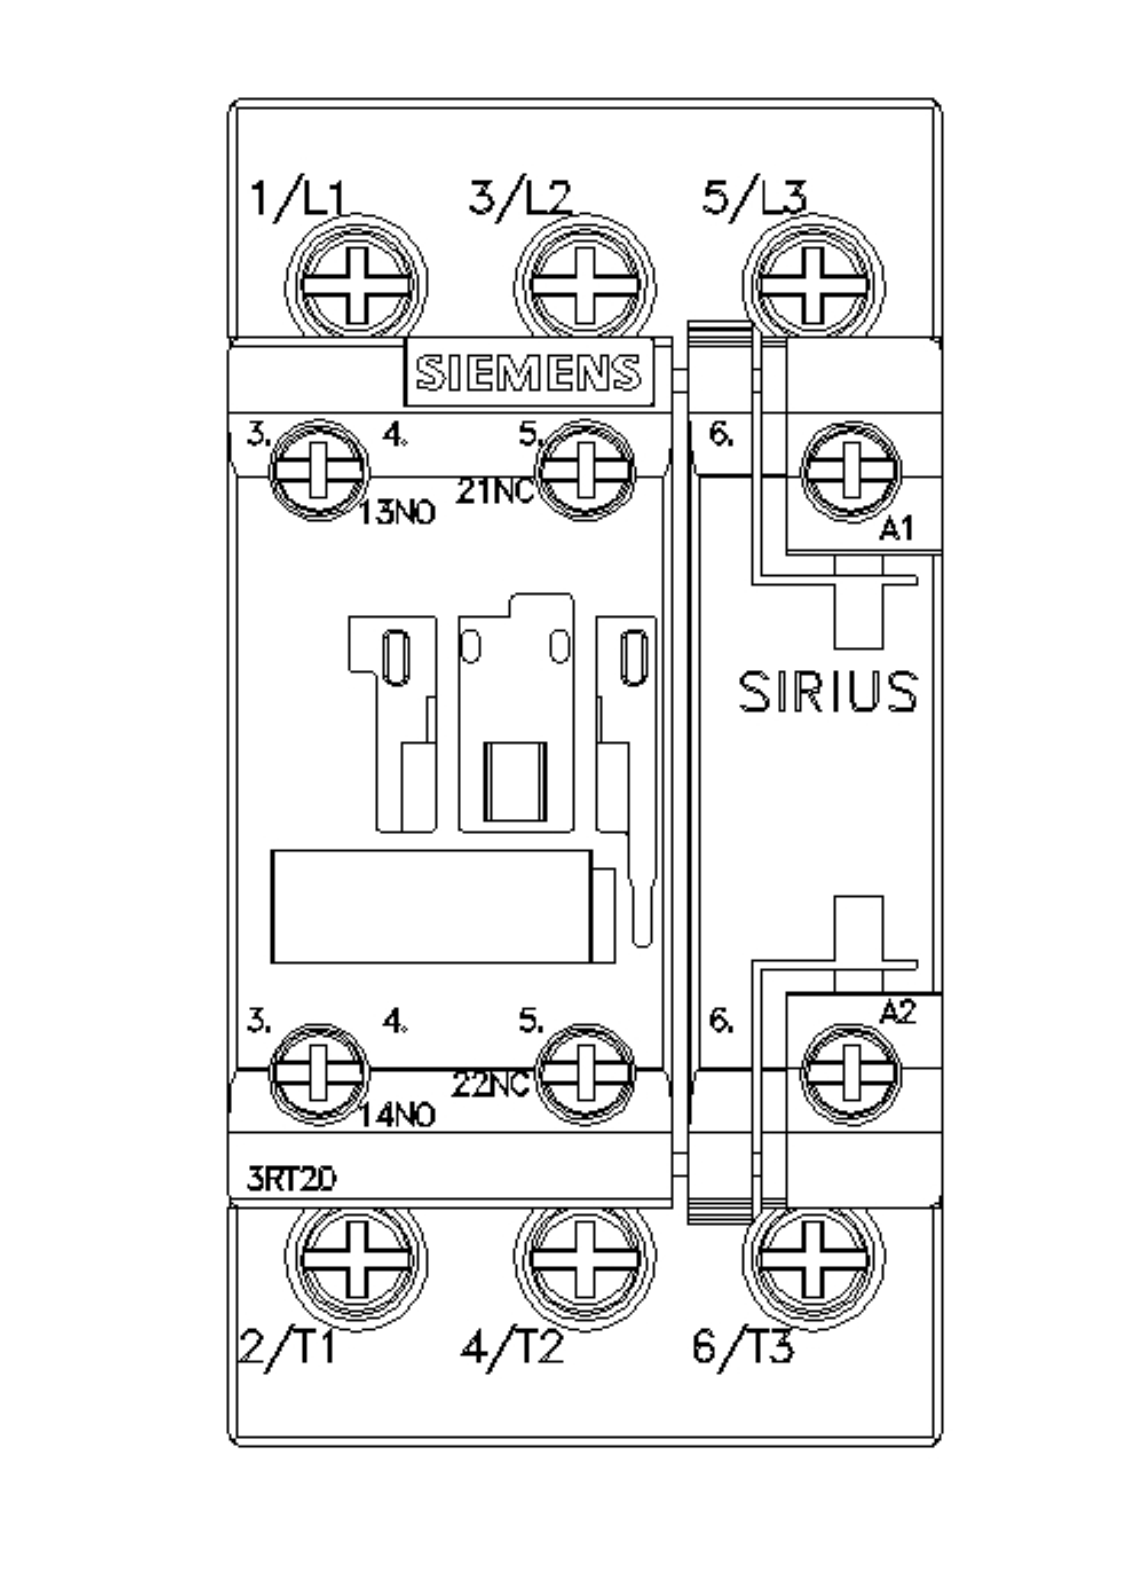 1/L1 3/L2 5/L3
SIEMENS
3. 4. 5. 6.
21NC
13NO
A1
SIRIUS
A2
3. 4. 5. 6.
22NC
14NO
3RT20
2/T1 4/T2 6/T3